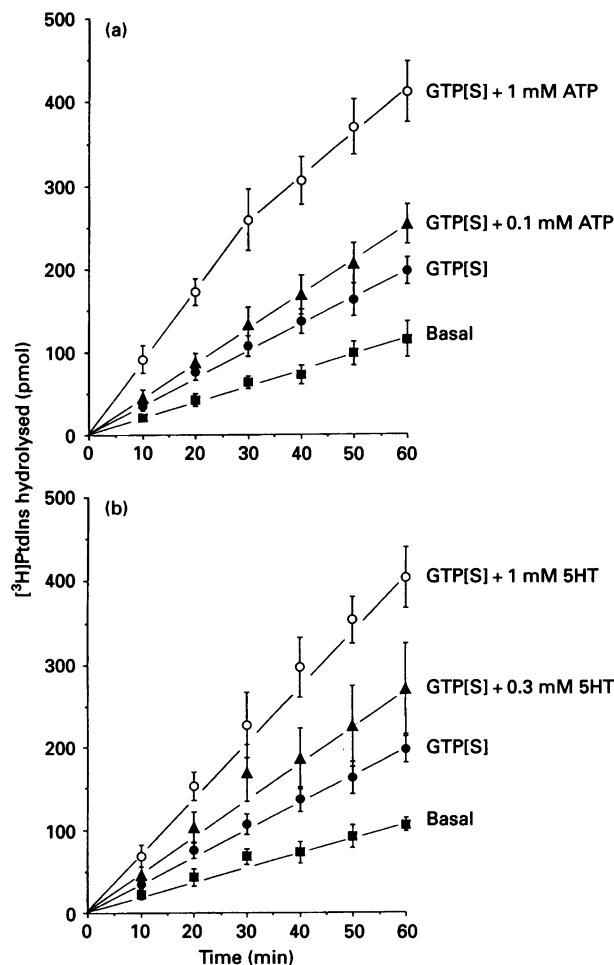 500
(a)
400
300
200
100
0
GTP[S] + 1 mM ATP
GTP[S] + 0.1 mM ATP
GTP[S]
Basal
0 10 20 30 40 50 60
[³H]PtdIns hydrolysed (pmol)
500
(b)
400
300
200
100
0
GTP[S] + 1 mM 5HT
GTP[S] + 0.3 mM 5HT
GTP[S]
Basal
0 10 20 30 40 50 60
Time (min)